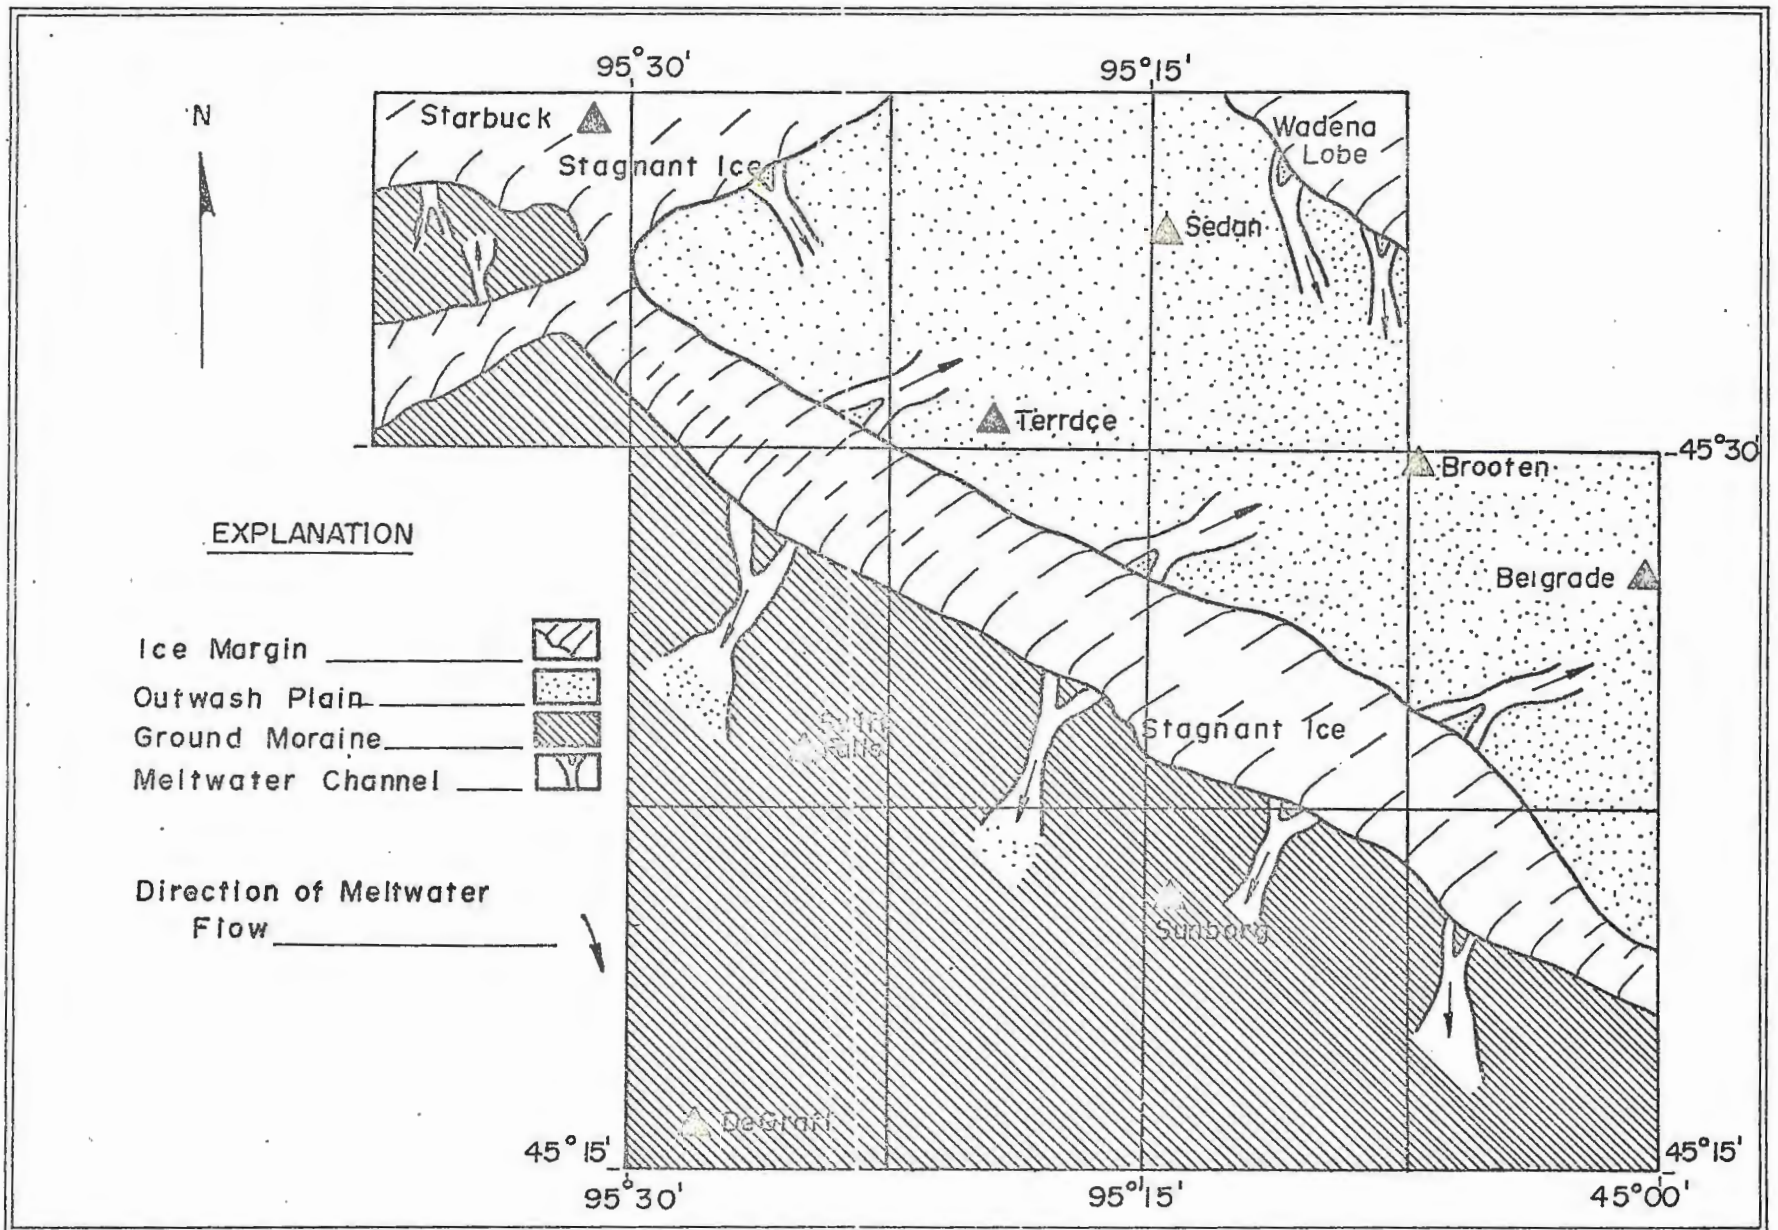 95°30'
95°15'
N
Starbuck
Stagnant Ice
Wadena
Lobe
Sedan
Terrace
45°30'
Brooten
EXPLANATION
Belgrade
Ice Margin
Outwash Plain
Ground Moraine
Meltwater Channel
Falls
Stagnant Ice
Direction of Meltwater
Flow
Sunborg
DeGraff
45°15'
45°15'
95°30'
95°15'
45°00'